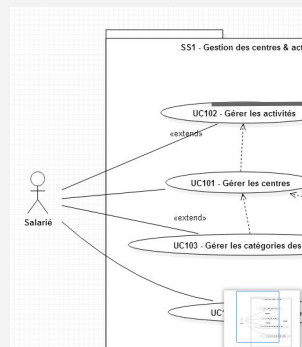 SS1 - Gestion des centres & act
UC102 - Gérer les activités
«extend»
UC101 - Gérer les centres
Salarié
«extend»
UC103 - Gérer les catégories des
UC